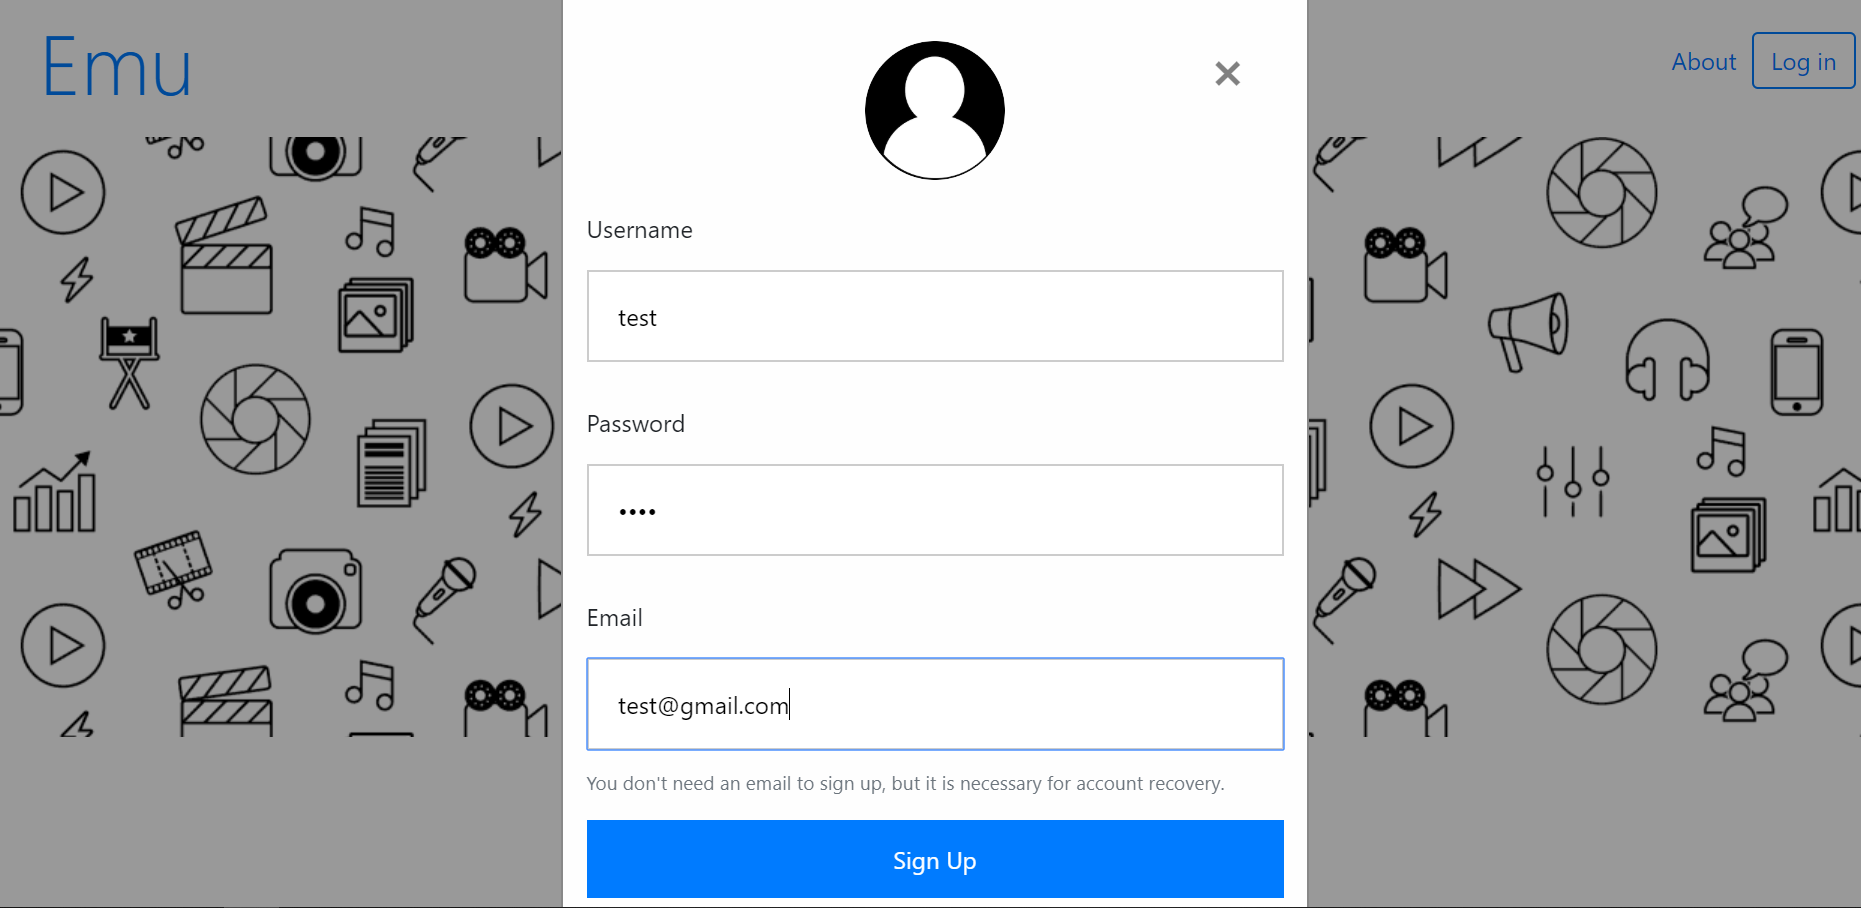 Emu
About
Log in
Username
test
Password
••••
Email
test@gmail.com
You don't need an email to sign up, but it is necessary for account recovery.
Sign Up